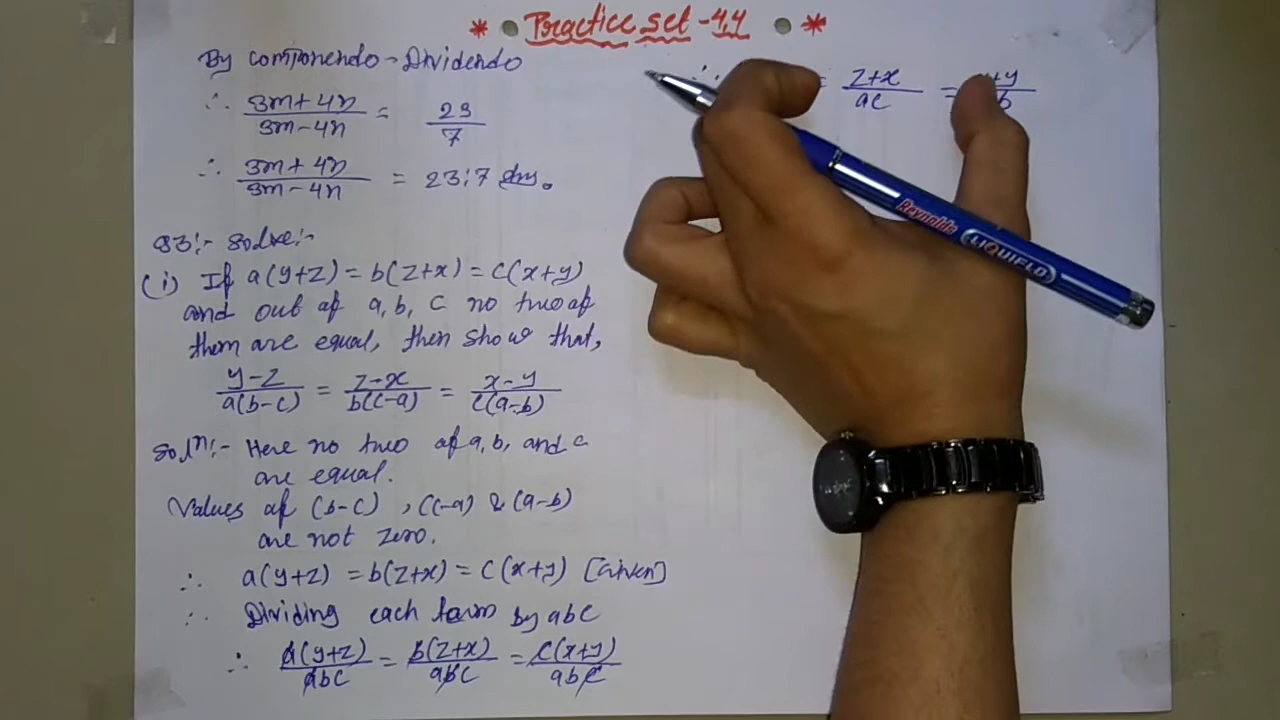 Practice set - 4.4
By Componendo - Dividendo
∴ 3m+4n / 3m-4n = 23 / 7
∴ 3m+4n / 3m-4n = 23:7 Ans.
Q3:- Solve:-
(i) If a(y+z) = b(z+x) = c(x+y)
and out of a, b, c no two of
them are equal, then show that,
y-z / a(b-c) = z-x / b(c-a) = x-y / c(a-b)
Solⁿ:- Here no two of a, b, and c
are equal.
Values of (b-c), (c-a) & (a-b)
are not zero.
∴ a(y+z) = b(z+x) = c(x+y) [Given]
∴ Dividing each term by abc
∴ a(y+z) / abc = b(z+x) / abc = c(x+y) / abc
∴ = z+x / ac = +y / b
Reynolds LIQUIFLO